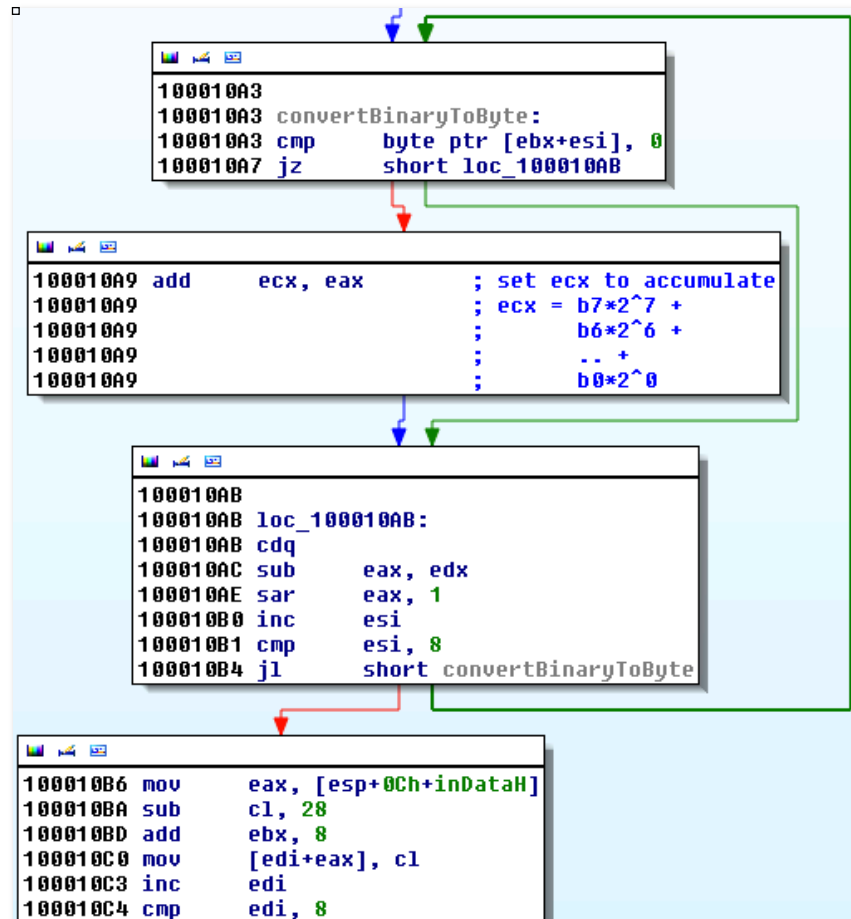 100010A3
100010A3 convertBinaryToByte:
100010A3 cmp byte ptr [ebx+esi], 0
100010A7 jz short loc_100010AB
100010A9 add ecx, eax ; set ecx to accumulate
100010A9 ; ecx = b7*2^7 +
100010A9 ; b6*2^6 +
100010A9 ; .. +
100010A9 ; b0*2^0
100010AB
100010AB loc_100010AB:
100010AB cdq
100010AC sub eax, edx
100010AE sar eax, 1
100010B0 inc esi
100010B1 cmp esi, 8
100010B4 jl short convertBinaryToByte
100010B6 mov eax, [esp+0Ch+inDataH]
100010BA sub cl, 28
100010BD add ebx, 8
100010C0 mov [edi+eax], cl
100010C3 inc edi
100010C4 cmp edi, 8